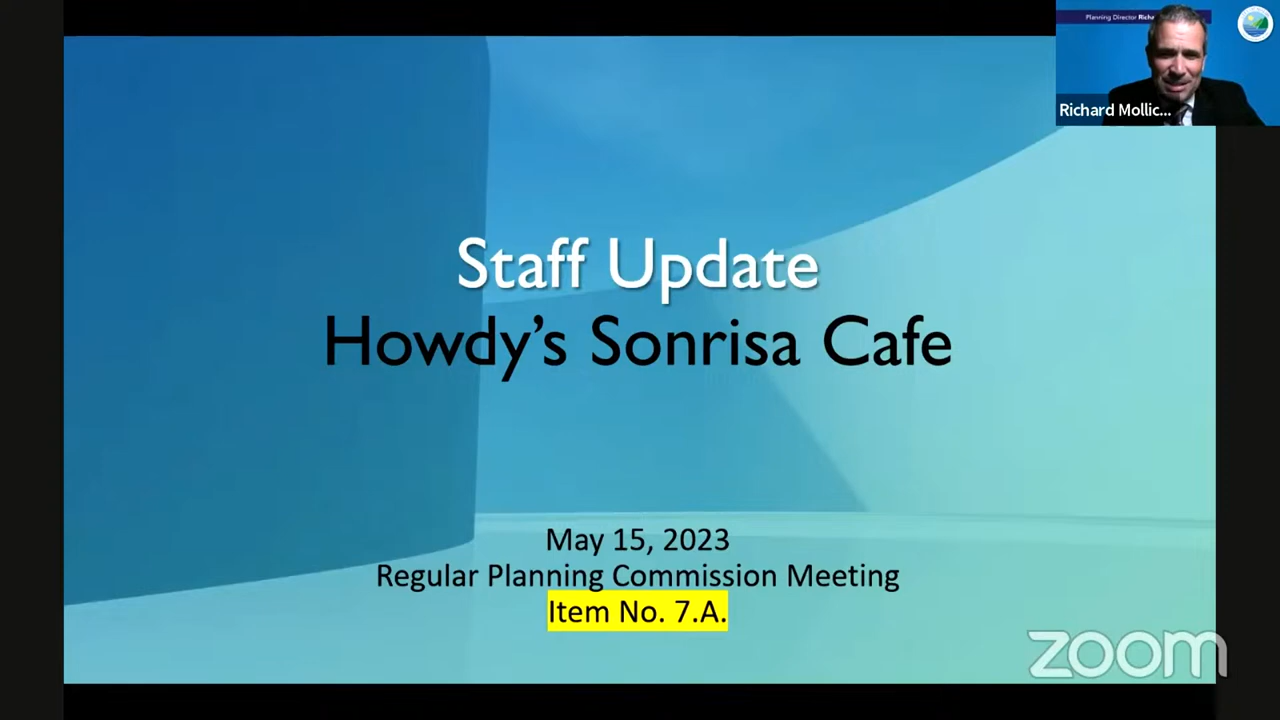 Planning Director
Richard Mollic...
Staff Update
Howdy's Sonrisa Cafe
May 15, 2023
Regular Planning Commission Meeting
Item No. 7.A.
zoom